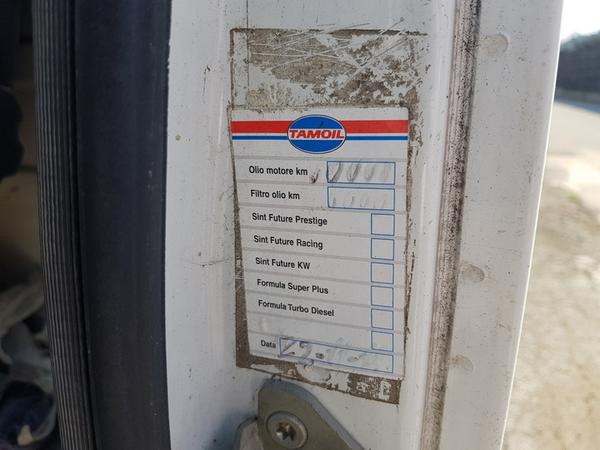 TAMOIL
Olio motore km
Filtro olio km
Sint Future Prestige
Sint Future Racing
Sint Future KW
Formula Super Plus
Formula Turbo Diesel
Data